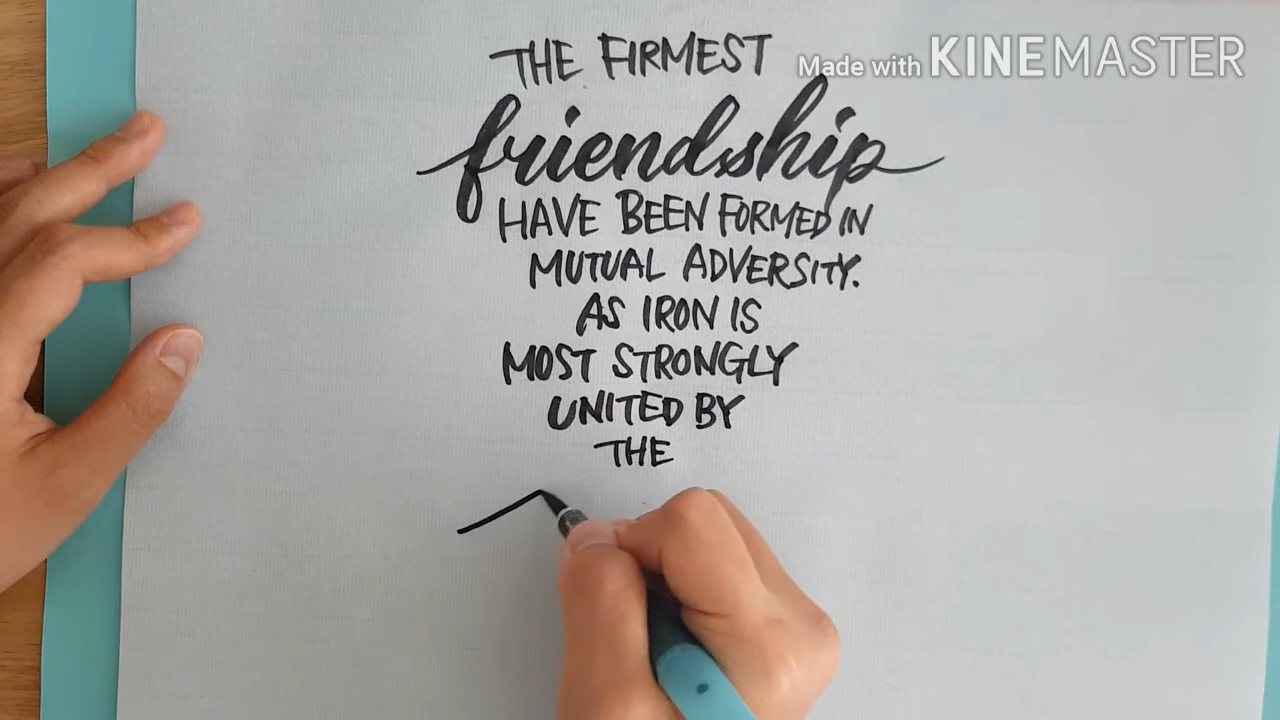 THE FIRMEST
Made with KINEMASTER
friendship
HAVE BEEN FORMED IN
MUTUAL ADVERSITY.
AS IRON IS
MOST STRONGLY
UNITED BY
THE